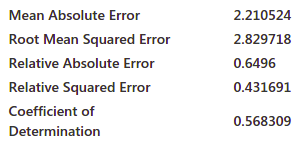 Mean Absolute Error 2.210524
Root Mean Squared Error 2.829718
Relative Absolute Error 0.6496
Relative Squared Error 0.431691
Coefficient of
Determination 0.568309